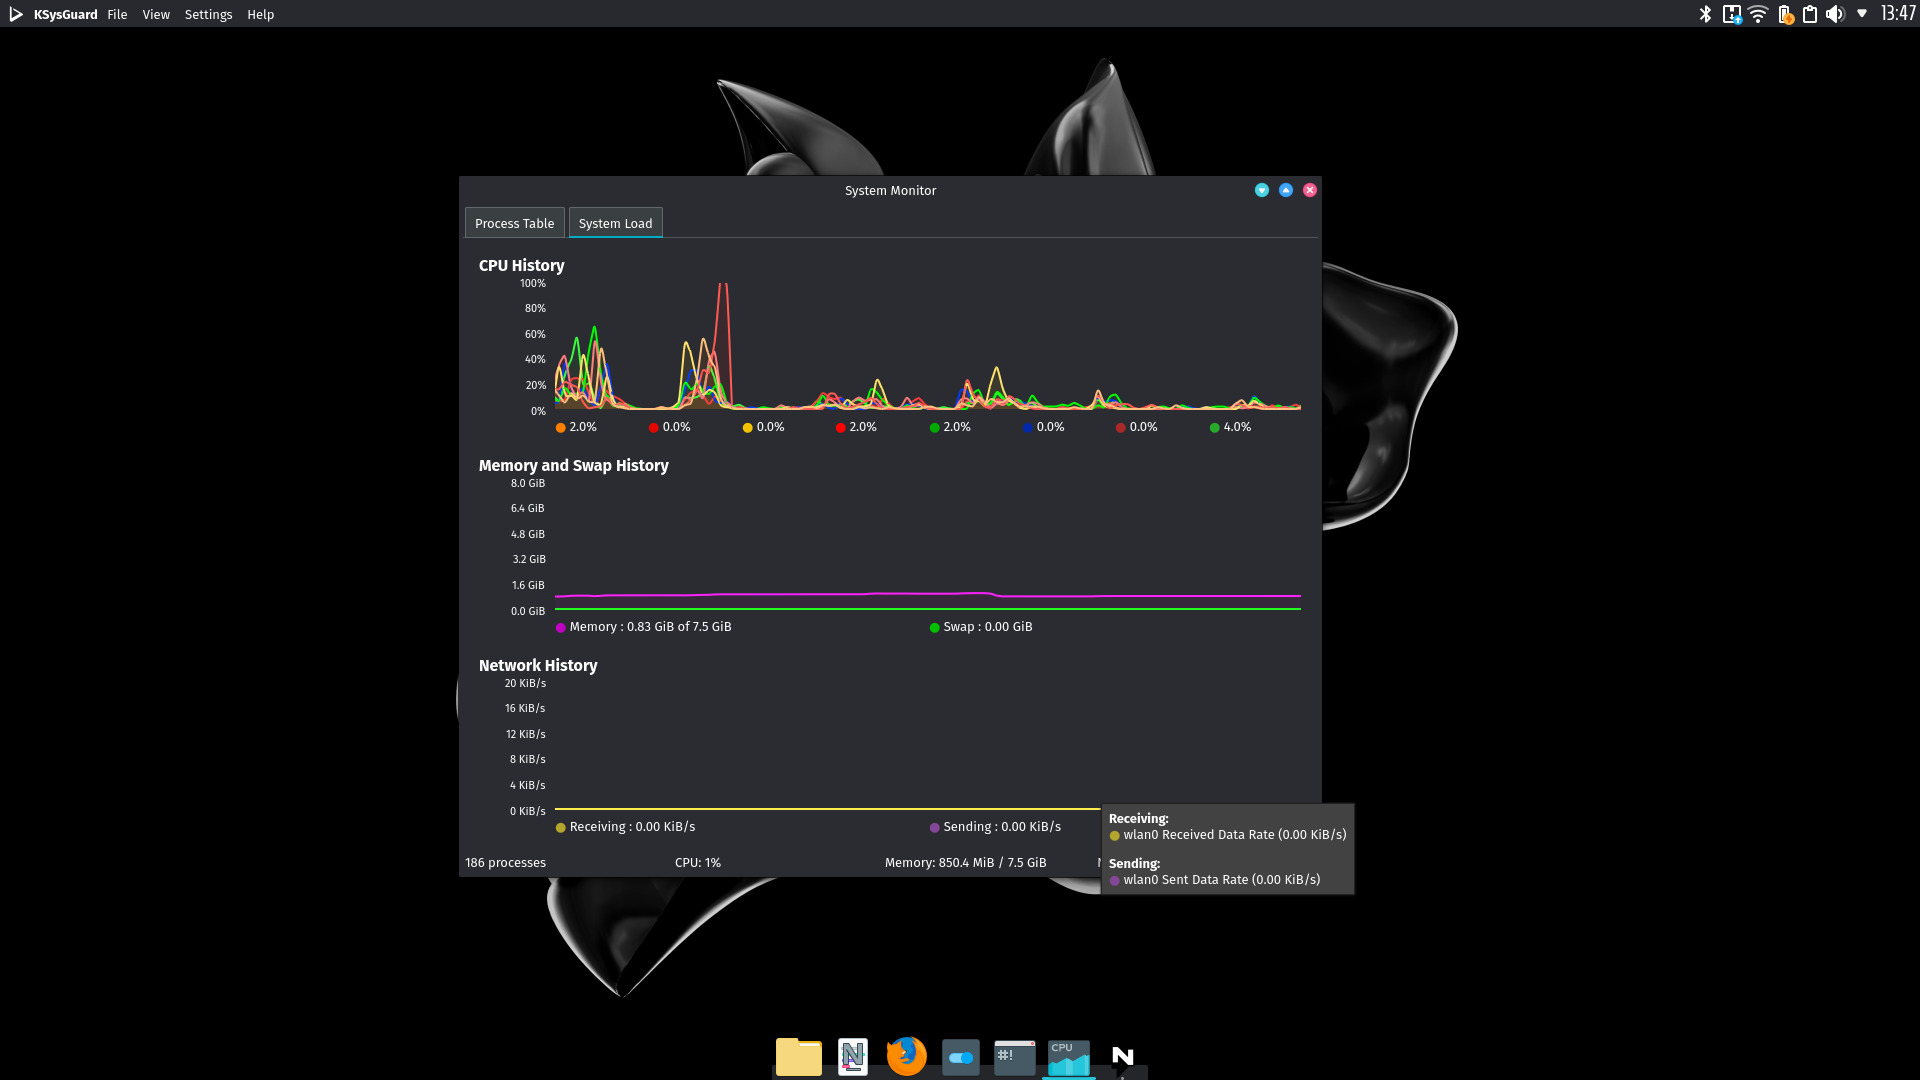 KSysGuard File View Settings Help
13:47
System Monitor
Process Table System Load
CPU History
100%
80%
60%
40%
20%
0%
2.0% 0.0% 0.0% 2.0% 2.0% 0.0% 0.0% 4.0%
Memory and Swap History
8.0 GiB
6.4 GiB
4.8 GiB
3.2 GiB
1.6 GiB
0.0 GiB
Memory : 0.83 GiB of 7.5 GiB Swap : 0.00 GiB
Network History
20 KiB/s
16 KiB/s
12 KiB/s
8 KiB/s
4 KiB/s
0 KiB/s
Receiving : 0.00 KiB/s Sending : 0.00 KiB/s
Receiving:
wlan0 Received Data Rate (0.00 KiB/s)
Sending:
wlan0 Sent Data Rate (0.00 KiB/s)
186 processes CPU: 1% Memory: 850.4 MiB / 7.5 GiB
N #! CPU N